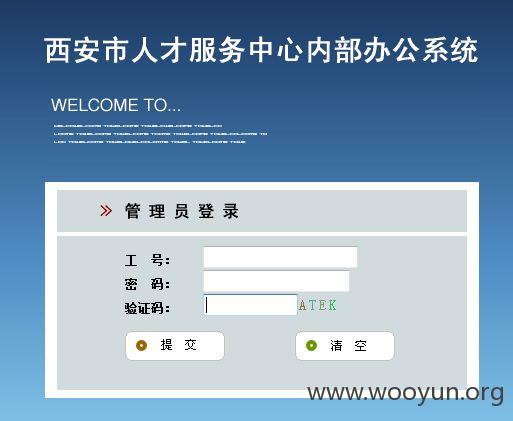 西安市人才服务中心内部办公系统
WELCOME TO...
管理员登录
工 号：
密 码：
验证码： ATEK
提 交 清 空
www.wooyun.org